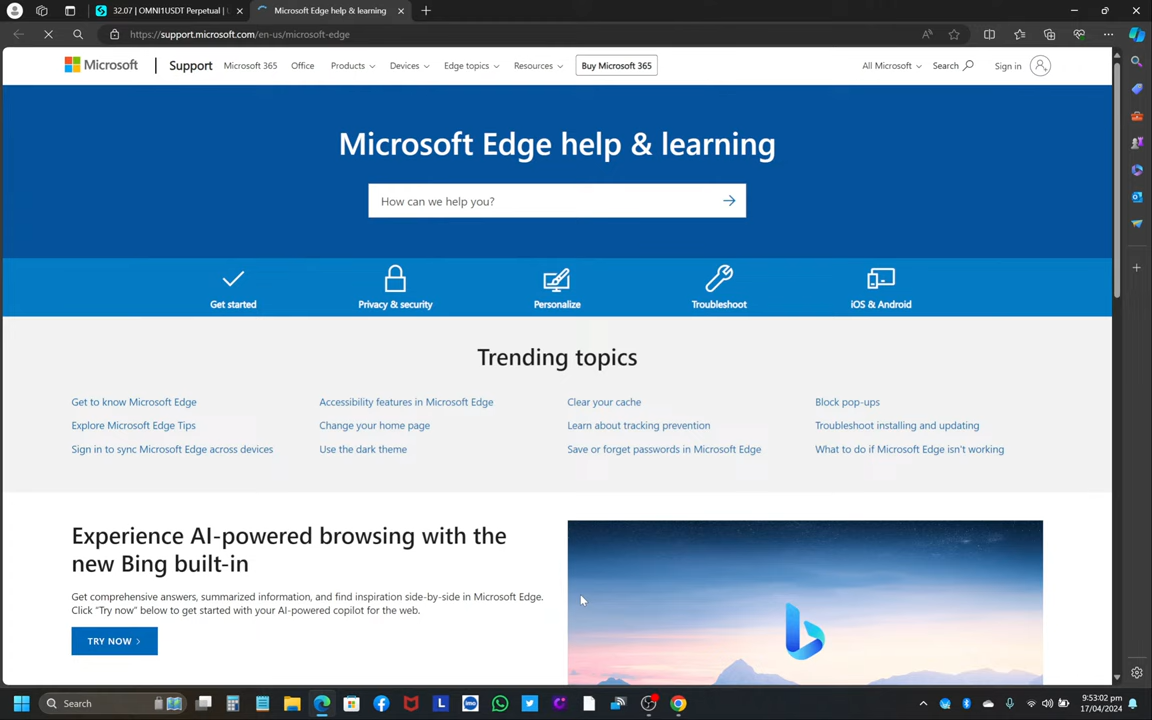 32.07 | OMNI1USDT Perpetual | U
Microsoft Edge help & learning
https://support.microsoft.com/en-us/microsoft-edge
Microsoft
Support
Microsoft 365
Office
Products
Devices
Edge topics
Resources
Buy Microsoft 365
All Microsoft
Search
Sign in
Microsoft Edge help & learning
How can we help you?
Get started
Privacy & security
Personalize
Troubleshoot
iOS & Android
Trending topics
Get to know Microsoft Edge
Accessibility features in Microsoft Edge
Clear your cache
Block pop-ups
Explore Microsoft Edge Tips
Change your home page
Learn about tracking prevention
Troubleshoot installing and updating
Sign in to sync Microsoft Edge across devices
Use the dark theme
Save or forget passwords in Microsoft Edge
What to do if Microsoft Edge isn't working
Experience AI-powered browsing with the
new Bing built-in
Get comprehensive answers, summarized information, and find inspiration side-by-side in Microsoft Edge.
Click "Try now" below to get started with your AI-powered copilot for the web.
TRY NOW
Search
9:53:02 pm
17/04/2024